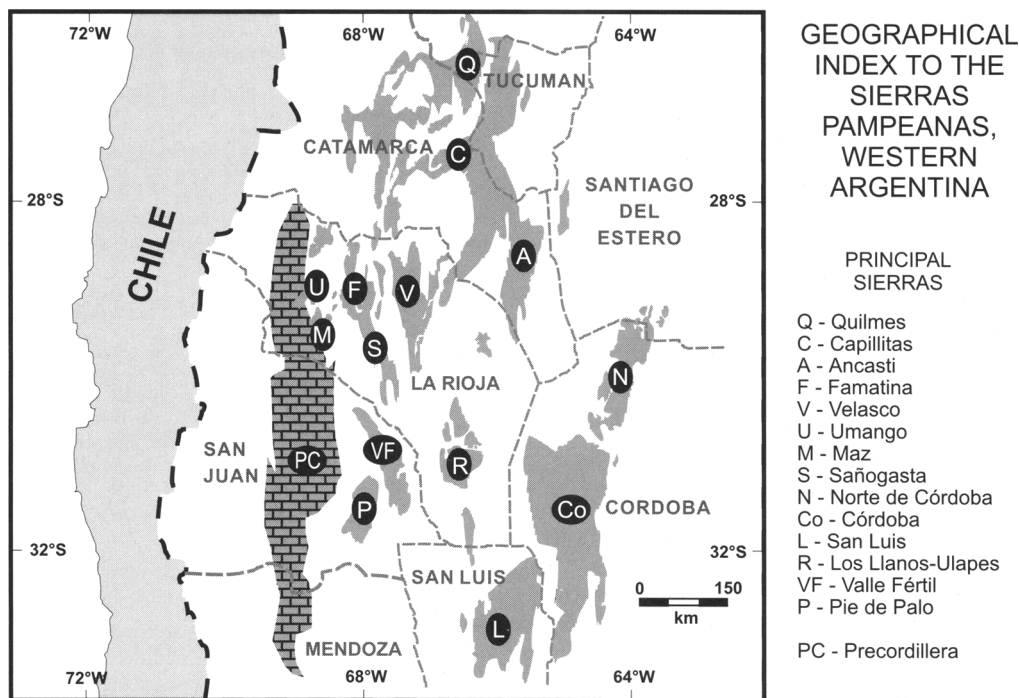 72°W
68°W
64°W
GEOGRAPHICAL
INDEX TO THE
SIERRAS
PAMPEANAS,
WESTERN
ARGENTINA
Q
TUCUMAN
CATAMARCA
C
SANTIAGO
DEL
ESTERO
28°S
28°S
CHILE
A
PRINCIPAL
SIERRAS
U
F
V
M
S
N
LA RIOJA
SAN
JUAN
PC
VF
R
P
Co
CORDOBA
32°S
32°S
SAN LUIS
0
150
km
L
MENDOZA
72°W
68°W
64°W
Q - Quilmes
C - Capillitas
A - Ancasti
F - Famatina
V - Velasco
U - Umango
M - Maz
S - Sañogasta
N - Norte de Córdoba
Co - Córdoba
L - San Luis
R - Los Llanos-Ulapes
VF - Valle Fértil
P - Pie de Palo
PC - Precordillera